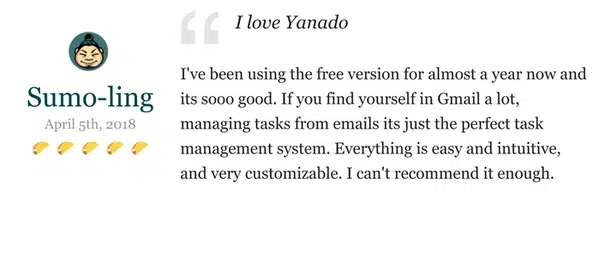 I love Yanado
Sumo-ling
April 5th, 2018
I've been using the free version for almost a year now and
its sooo good. If you find yourself in Gmail a lot,
managing tasks from emails its just the perfect task
management system. Everything is easy and intuitive,
and very customizable. I can't recommend it enough.